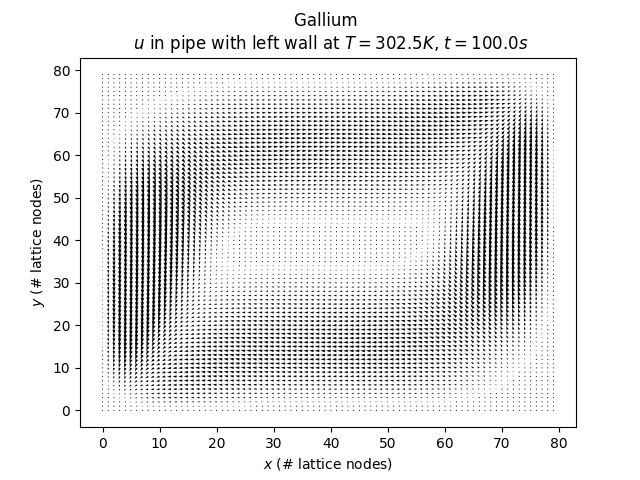 Gallium
u in pipe with left wall at T = 302.5K, t = 100.0s
80
70
60
50
40
30
20
10
0
y (# lattice nodes)
0 10 20 30 40 50 60 70 80
x (# lattice nodes)